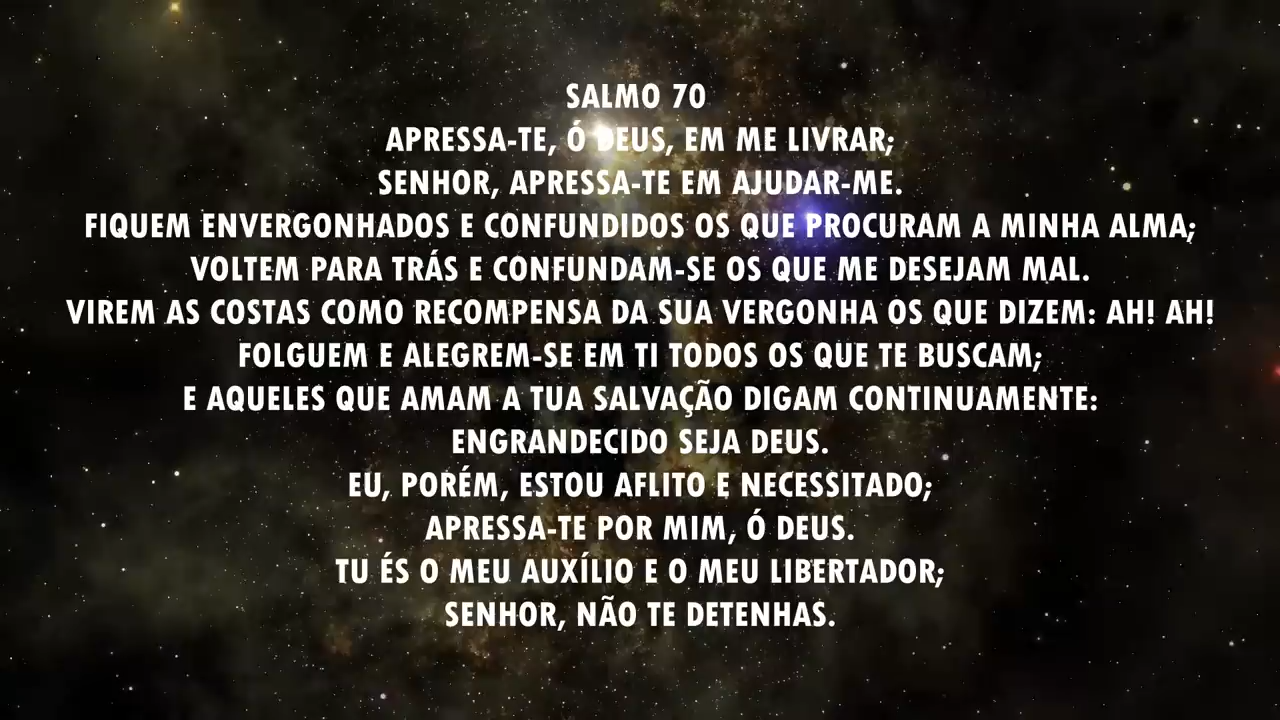 SALMO 70
APRESSA-TE, Ó DEUS, EM ME LIVRAR;
SENHOR, APRESSA-TE EM AJUDAR-ME.
FIQUEM ENVERGONHADOS E CONFUNDIDOS OS QUE PROCURAM A MINHA ALMA;
VOLTEM PARA TRÁS E CONFUNDAM-SE OS QUE ME DESEJAM MAL.
VIREM AS COSTAS COMO RECOMPENSA DA SUA VERGONHA OS QUE DIZEM: AH! AH!
FOLGUEM E ALEGREM-SE EM TI TODOS OS QUE TE BUSCAM;
E AQUELES QUE AMAM A TUA SALVAÇÃO DIGAM CONTINUAMENTE:
ENGRANDECIDO SEJA DEUS.
EU, PORÉM, ESTOU AFLITO E NECESSITADO;
APRESSA-TE POR MIM, Ó DEUS.
TU ÉS O MEU AUXÍLIO E O MEU LIBERTADOR;
SENHOR, NÃO TE DETENHAS.